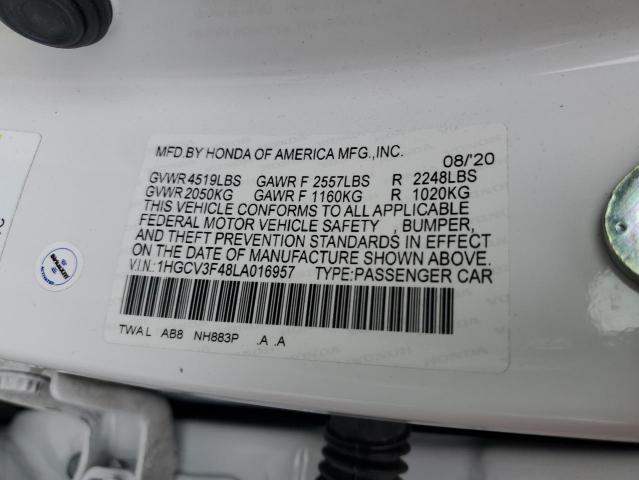 MFD.BY HONDA OF AMERICA MFG.,INC. 08/'20
GVWR 4519LBS GAWR F 2557LBS R 2248LBS
GVWR 2050KG GAWR F 1160KG R 1020KG
THIS VEHICLE CONFORMS TO ALL APPLICABLE
FEDERAL MOTOR VEHICLE SAFETY , BUMPER,
AND THEFT PREVENTION STANDARDS IN EFFECT
ON THE DATE OF MANUFACTURE SHOWN ABOVE.
V.I.N.:1HGCV3F48LA016957 TYPE:PASSENGER CAR
TWA L AB8 NH883P .A .A